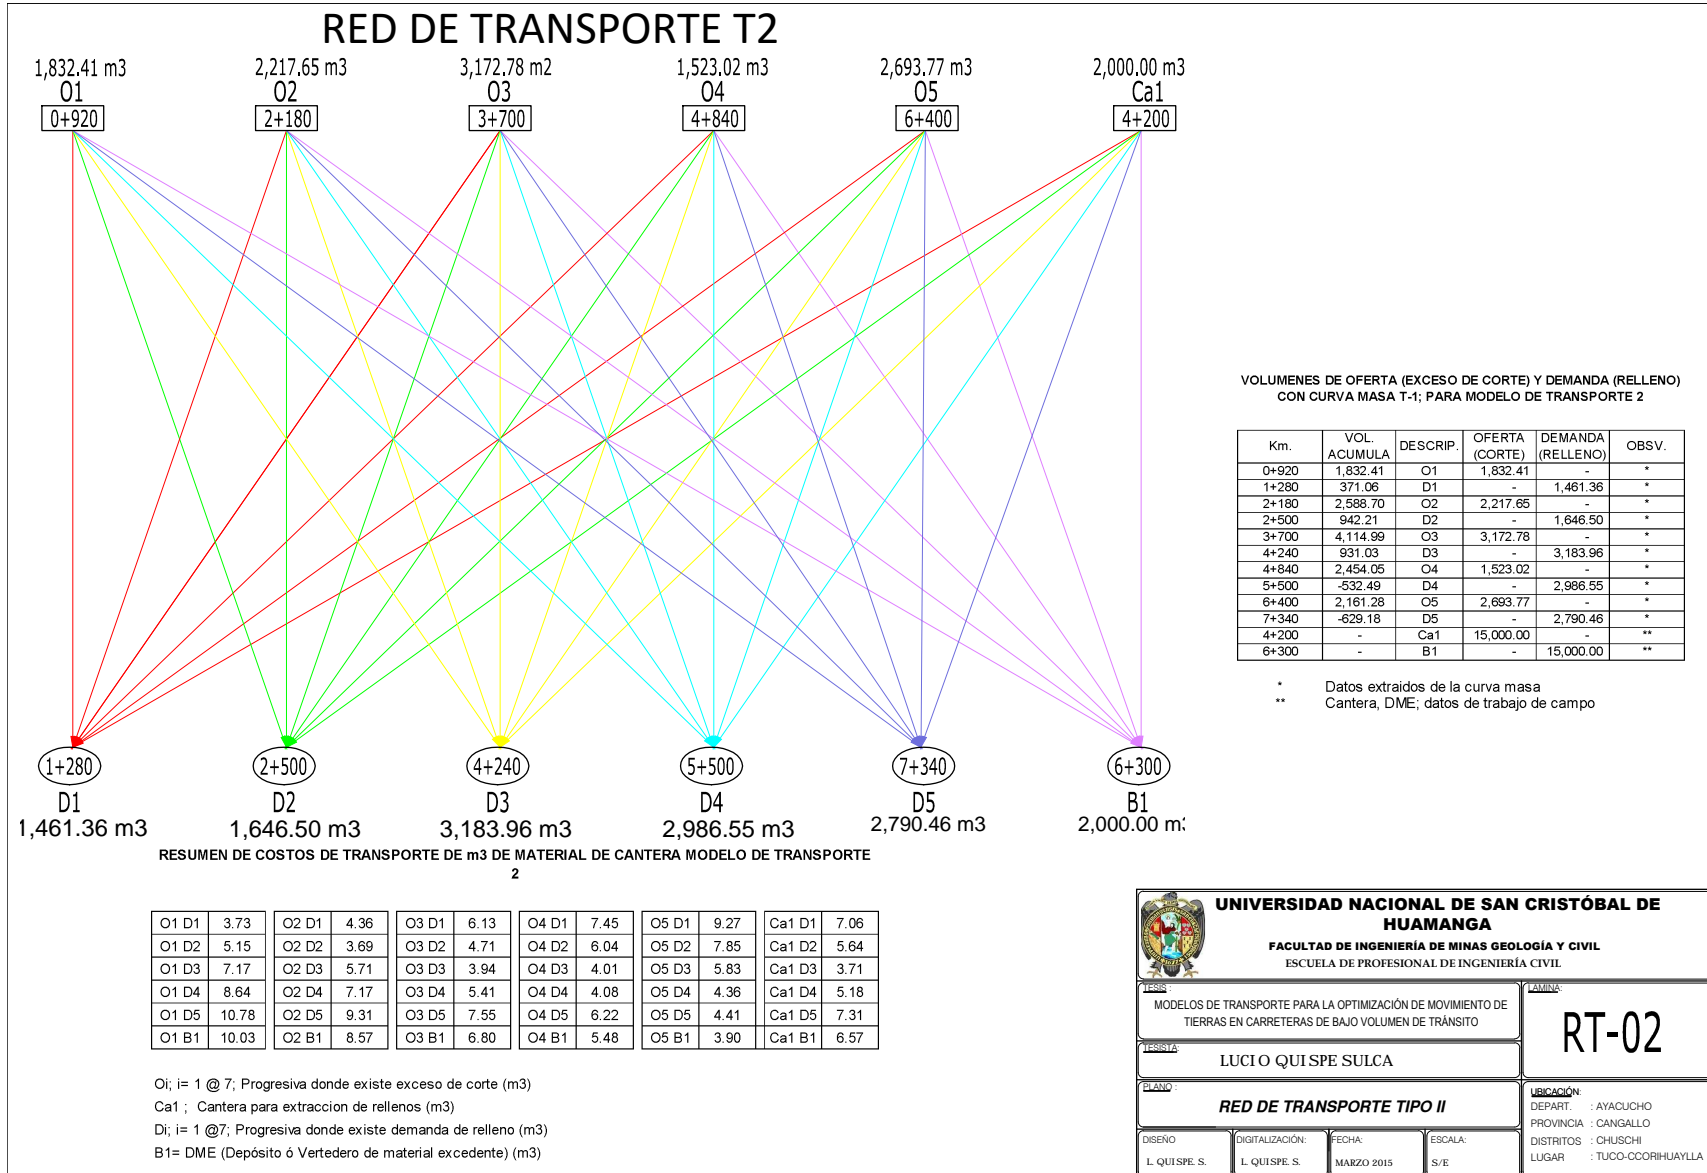 RED DE TRANSPORTE T2
1,832.41 m3 2,217.65 m3 3,172.78 m2 1,523.02 m3 2,693.77 m3 2,000.00 m3
O1 O2 O3 O4 O5 Ca1
0+920 2+180 3+700 4+840 6+400 4+200
1+280 2+500 4+240 5+500 7+340 6+300
D1 D2 D3 D4 D5 B1
1,461.36 m3 1,646.50 m3 3,183.96 m3 2,986.55 m3 2,790.46 m3 2,000.00 m3
VOLUMENES DE OFERTA (EXCESO DE CORTE) Y DEMANDA (RELLENO)
CON CURVA MASA T-1; PARA MODELO DE TRANSPORTE 2
Km. VOL. ACUMULA DESCRIP. OFERTA (CORTE) DEMANDA (RELLENO) OBSV.
0+920 1,832.41 O1 1,832.41 - *
1+280 371.06 D1 - 1,461.36 *
2+180 2,588.70 O2 2,217.65 - *
2+500 942.21 D2 - 1,646.50 *
3+700 4,114.99 O3 3,172.78 - *
4+240 931.03 D3 - 3,183.96 *
4+840 2,454.05 O4 1,523.02 - *
5+500 -532.49 D4 - 2,986.55 *
6+400 2,161.28 O5 2,693.77 - *
7+340 -629.18 D5 - 2,790.46 *
4+200 - Ca1 15,000.00 - **
6+300 - B1 - 15,000.00 **
* Datos extraidos de la curva masa
** Cantera, DME; datos de trabajo de campo
RESUMEN DE COSTOS DE TRANSPORTE DE m3 DE MATERIAL DE CANTERA MODELO DE TRANSPORTE
2
O1 D1 3.73 O2 D1 4.36 O3 D1 6.13 O4 D1 7.45 O5 D1 9.27 Ca1 D1 7.06
O1 D2 5.15 O2 D2 3.69 O3 D2 4.71 O4 D2 6.04 O5 D2 7.85 Ca1 D2 5.64
O1 D3 7.17 O2 D3 5.71 O3 D3 3.94 O4 D3 4.01 O5 D3 5.83 Ca1 D3 3.71
O1 D4 8.64 O2 D4 7.17 O3 D4 5.41 O4 D4 4.08 O5 D4 4.36 Ca1 D4 5.18
O1 D5 10.78 O2 D5 9.31 O3 D5 7.55 O4 D5 6.22 O5 D5 4.41 Ca1 D5 7.31
O1 B1 10.03 O2 B1 8.57 O3 B1 6.80 O4 B1 5.48 O5 B1 3.90 Ca1 B1 6.57
Oi; i= 1 @ 7; Progresiva donde existe exceso de corte (m3)
Ca1 ; Cantera para extraccion de rellenos (m3)
Di; i= 1 @7; Progresiva donde existe demanda de relleno (m3)
B1= DME (Depósito ó Vertedero de material excedente) (m3)
UNIVERSIDAD NACIONAL DE SAN CRISTÓBAL DE
HUAMANGA
FACULTAD DE INGENIERÍA DE MINAS GEOLOGÍA Y CIVIL
ESCUELA DE PROFESIONAL DE INGENIERÍA CIVIL
TESIS :
MODELOS DE TRANSPORTE PARA LA OPTIMIZACIÓN DE MOVIMIENTO DE
TIERRAS EN CARRETERAS DE BAJO VOLUMEN DE TRÁNSITO
LAMINA:
RT-02
TESISTA:
LUCIO QUISPE SULCA
PLANO :
RED DE TRANSPORTE TIPO II
UBICACIÓN:
DEPART. : AYACUCHO
PROVINCIA : CANGALLO
DISTRITOS : CHUSCHI
LUGAR : TUCO-CCORIHUAYLLA
DISEÑO DIGITALIZACIÓN: FECHA: ESCALA:
L. QUISPE. S. L. QUISPE. S. MARZO 2015 S/E